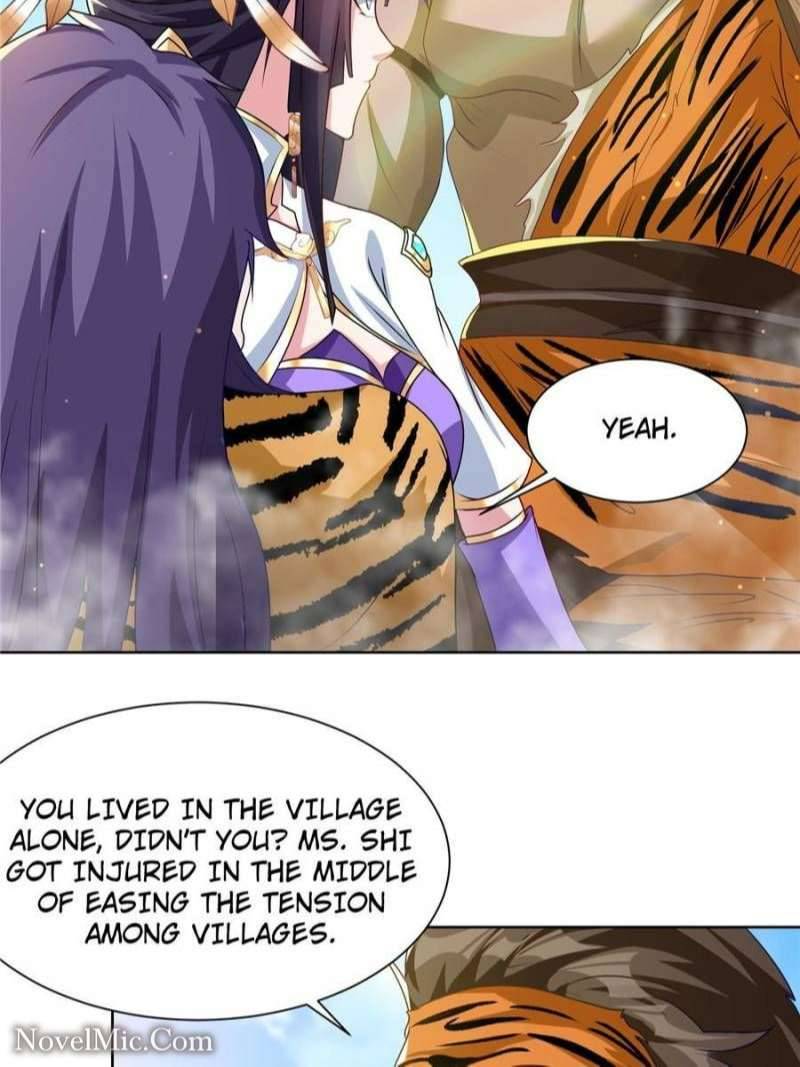 YEAH.
YOU LIVED IN THE VILLAGE
ALONE, DIDN'T YOU? MS. SHI
GOT INJURED IN THE MIDDLE
OF EASING THE TENSION
AMONG VILLAGES.
NovelMic.Com